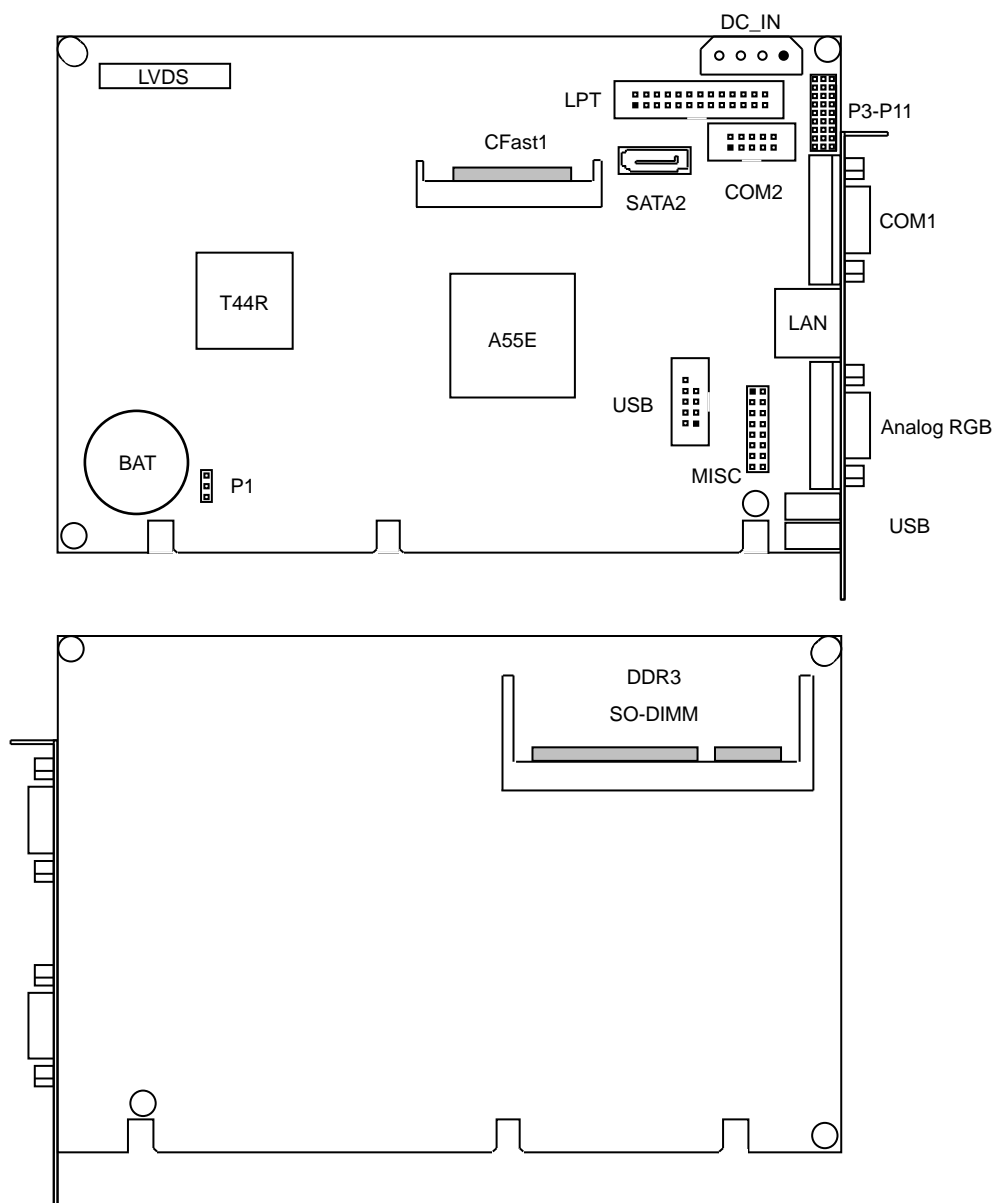 DC_IN
LVDS
LPT
P3-P11
CFast1
SATA2
COM2
COM1
T44R
A55E
LAN
USB
Analog RGB
BAT
P1
MISC
USB
DDR3
SO-DIMM